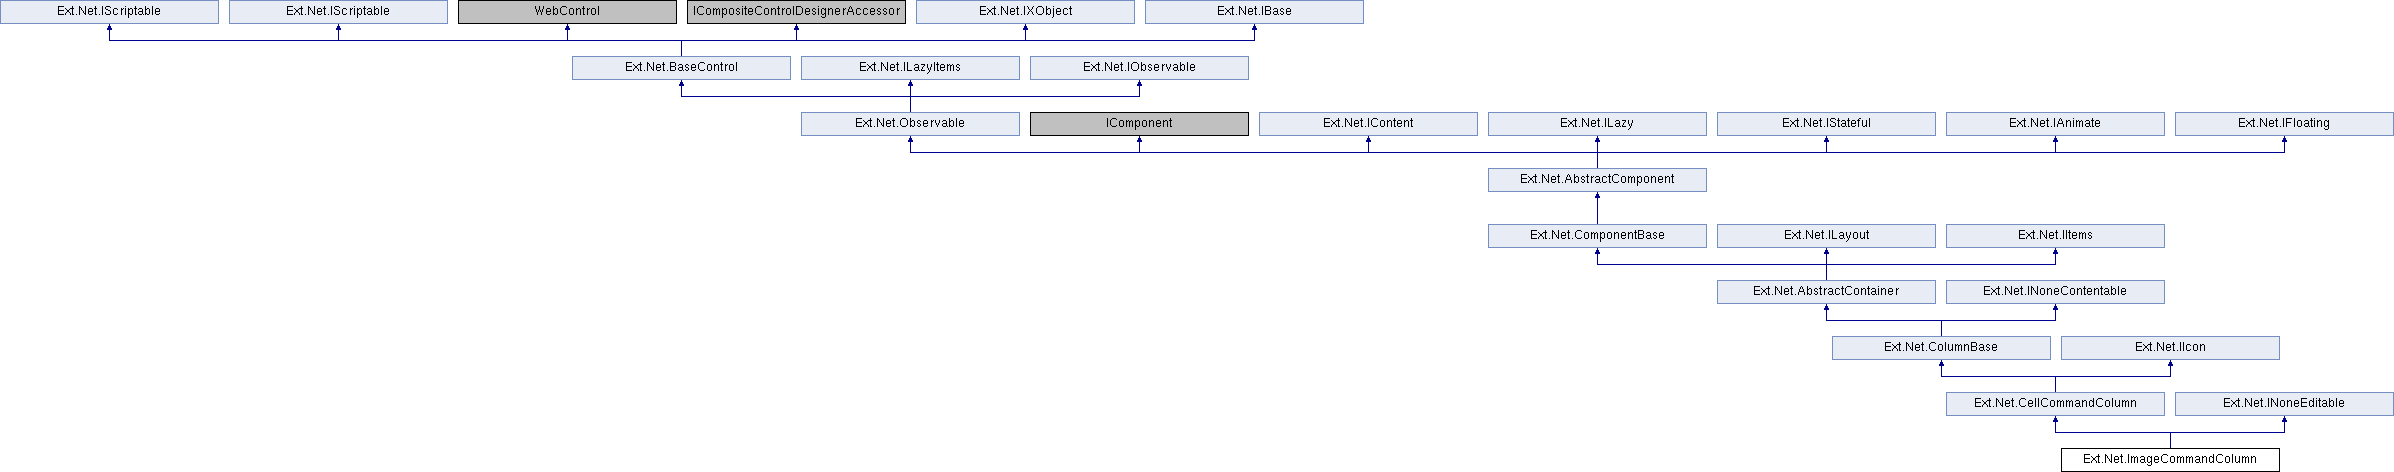 Ext.Net.IScriptable
Ext.Net.IScriptable
WebControl
ICompositeControlDesignerAccessor
Ext.Net.IXObject
Ext.Net.IBase
Ext.Net.BaseControl
Ext.Net.ILazyItems
Ext.Net.IObservable
Ext.Net.Observable
IComponent
Ext.Net.IContent
Ext.Net.ILazy
Ext.Net.IStateful
Ext.Net.IAnimate
Ext.Net.IFloating
Ext.Net.AbstractComponent
Ext.Net.ComponentBase
Ext.Net.ILayout
Ext.Net.IItems
Ext.Net.AbstractContainer
Ext.Net.INoneContentable
Ext.Net.ColumnBase
Ext.Net.IIcon
Ext.Net.CellCommandColumn
Ext.Net.INoneEditable
Ext.Net.ImageCommandColumn